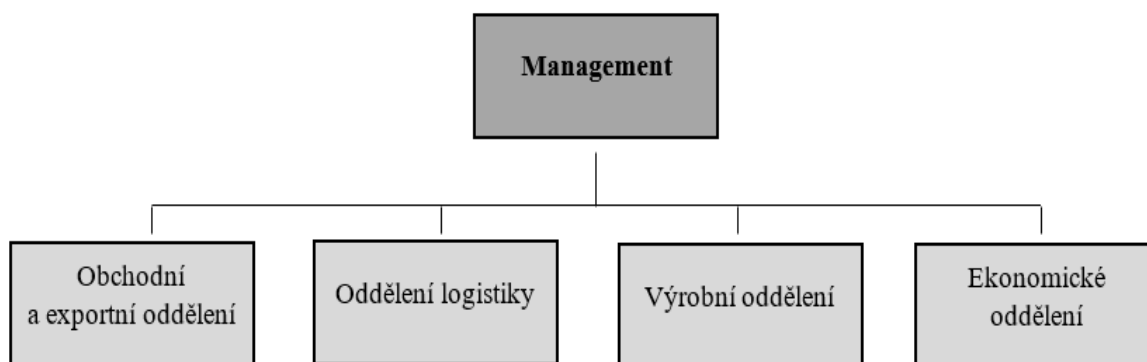 Management
Obchodní
a exportní oddělení
Oddělení logistiky
Výrobní oddělení
Ekonomické
oddělení